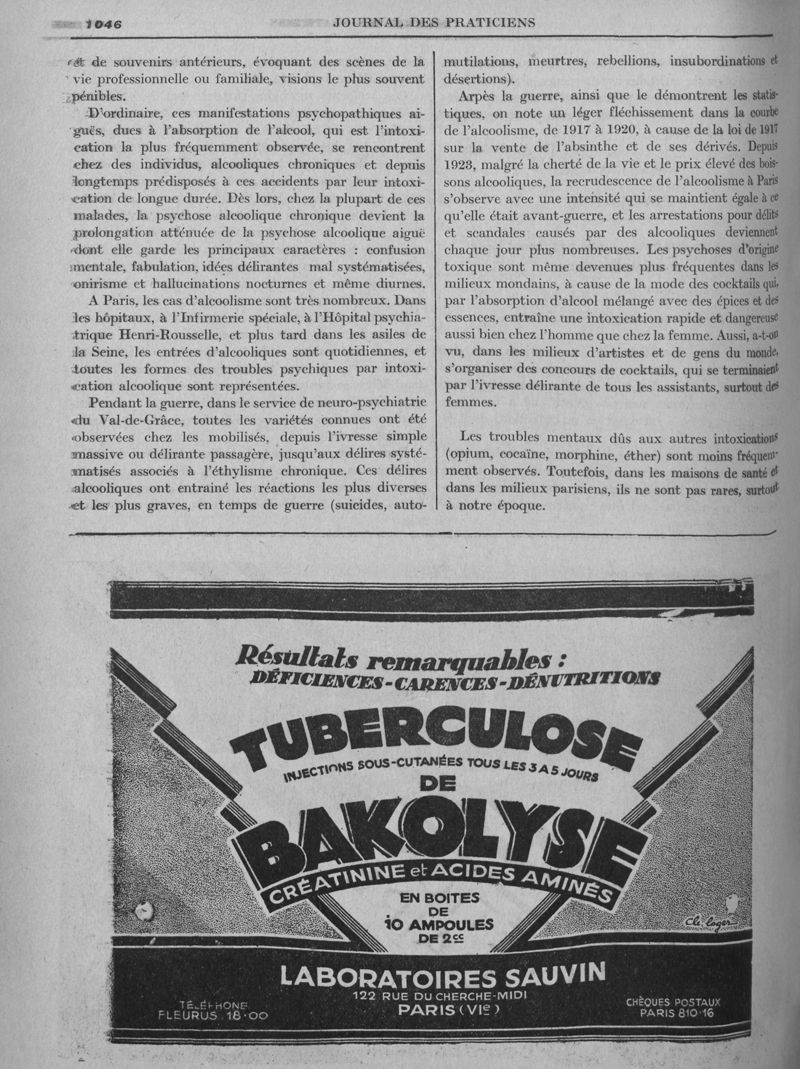 1046
JOURNAL DES PRATICIENS
et de souvenirs antérieurs, évoquant des scènes de la
vie professionnelle ou familiale, visions le plus souvent
pénibles.
D'ordinaire, ces manifestations psychopathiques ai-
guës, dues à l'absorption de l'alcool, qui est l'intoxi-
cation la plus fréquemment observée, se rencontrent
chez des individus, alcooliques chroniques et depuis
longtemps prédisposés à ces accidents par leur intoxi-
cation de longue durée. Dès lors, chez la plupart de ces
malades, la psychose alcoolique chronique devient la
prolongation atténuée de la psychose alcoolique aiguë
dont elle garde les principaux caractères : confusion
mentale, fabulation, idées délirantes mal systématisées,
onirisme et hallucinations nocturnes et même diurnes.
A Paris, les cas d'alcoolisme sont très nombreux. Dans
les hôpitaux, à l'Infirmerie spéciale, à l'Hôpital psychia-
trique Henri-Rousselle, et plus tard dans les asiles de
la Seine, les entrées d'alcooliques sont quotidiennes, et
toutes les formes des troubles psychiques par intoxi-
cation alcoolique sont représentées.
Pendant la guerre, dans le service de neuro-psychiatrie
du Val-de-Grâce, toutes les variétés connues ont été
observées chez les mobilisés, depuis l'ivresse simple
massive ou délirante passagère, jusqu'aux délires systé-
matisés associés à l'éthylisme chronique. Ces délires
alcooliques ont entraîné les réactions les plus diverses
et les plus graves, en temps de guerre (suicides, auto-
mutilations, meurtres, rebellions, insubordinations et
désertions).
Arpès la guerre, ainsi que le démontrent les statis-
tiques, on note un léger fléchissement dans la courbe
de l'alcoolisme, de 1917 à 1920, à cause de la loi de 1917
sur la vente de l'absinthe et de ses dérivés. Depuis
1923, malgré la cherté de la vie et le prix élevé des bois-
sons alcooliques, la recrudescence de l'alcoolisme à Paris
s'observe avec une intensité qui se maintient égale à ce
qu'elle était avant-guerre, et les arrestations pour délits
et scandales causés par des alcooliques deviennent
chaque jour plus nombreuses. Les psychoses d'origine
toxique sont même devenues plus fréquentes dans les
milieux mondains, à cause de la mode des cocktails qui,
par l'absorption d'alcool mélangé avec des épices et des
essences, entraîne une intoxication rapide et dangereuse
aussi bien chez l'homme que chez la femme. Aussi, a-t-on
vu, dans les milieux d'artistes et de gens du monde,
s'organiser des concours de cocktails, qui se terminaient
par l'ivresse délirante de tous les assistants, surtout des
femmes.
Les troubles mentaux dûs aux autres intoxications
(opium, cocaïne, morphine, éther) sont moins fréquem-
ment observés. Toutefois, dans les maisons de santé et
dans les milieux parisiens, ils ne sont pas rares, surtout
à notre époque.
Résultats remarquables :
DÉFICIENCES-CARENCES-DÉNUTRITIONS
TUBERCULOSE
INJECTIONS SOUS-CUTANÉES TOUS LES 3 A 5 JOURS
DE
BAKOLYSE
CRÉATININE et ACIDES AMINÉS
EN BOITES
DE
10 AMPOULES
DE 2cc
Ch. Loger
LABORATOIRES SAUVIN
122 RUE DU CHERCHE-MIDI
PARIS (VIe)
TÉLÉPHONE
FLEURUS 18-00
CHÈQUES POSTAUX
PARIS 810-16